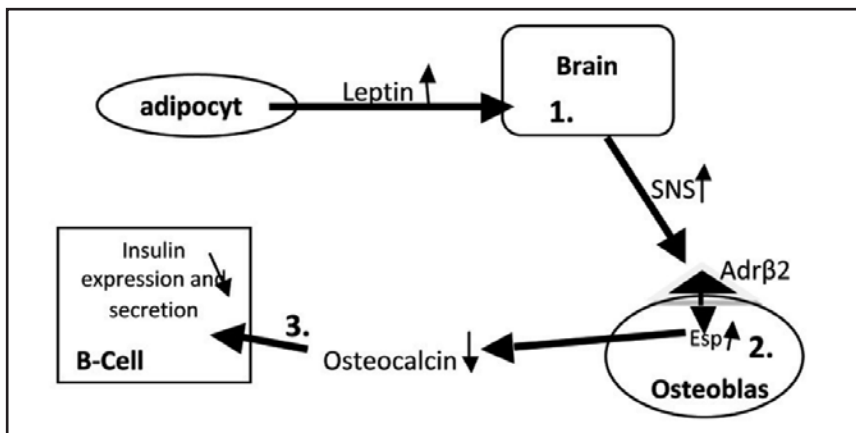 adipocyt
Leptin
Brain
1.
SNS
Adrβ2
Esp
2.
Osteoblas
Osteocalcin
3.
Insulin
expression and
secretion
B-Cell